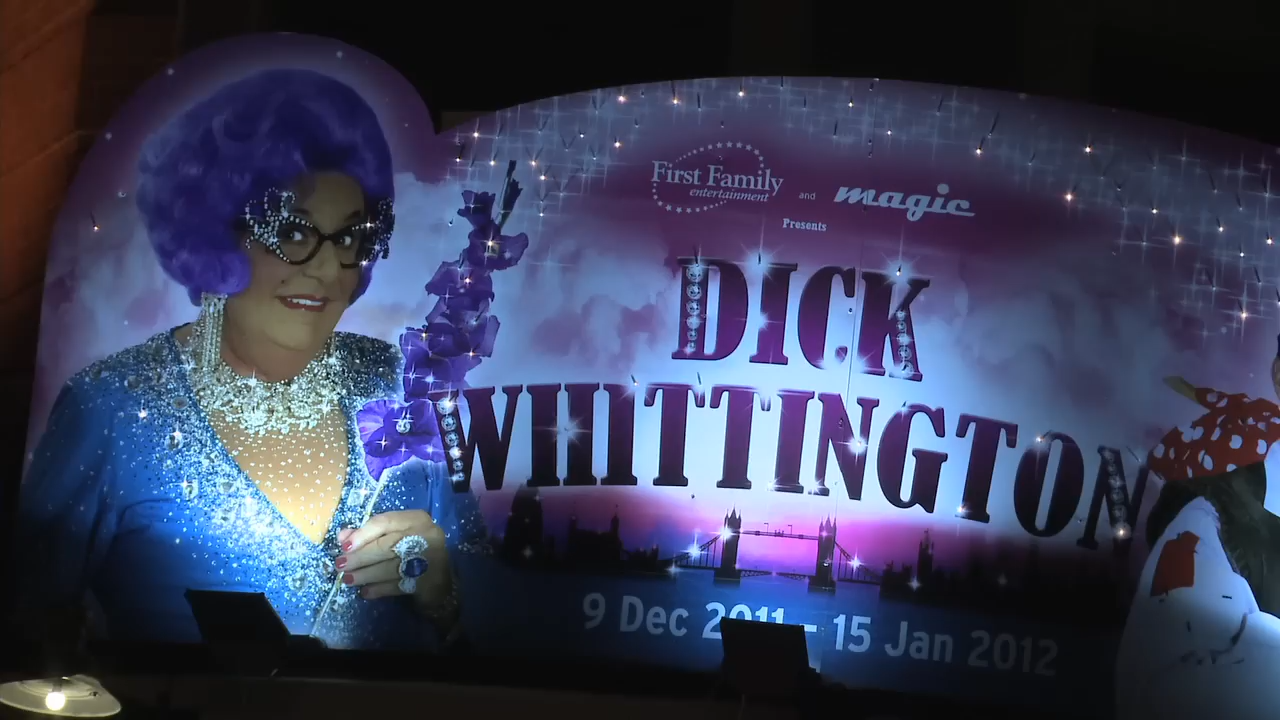 First Family
entertainment
and
magic
Presents
DICK
WHITTINGTON
9 Dec 2011 – 15 Jan 2012